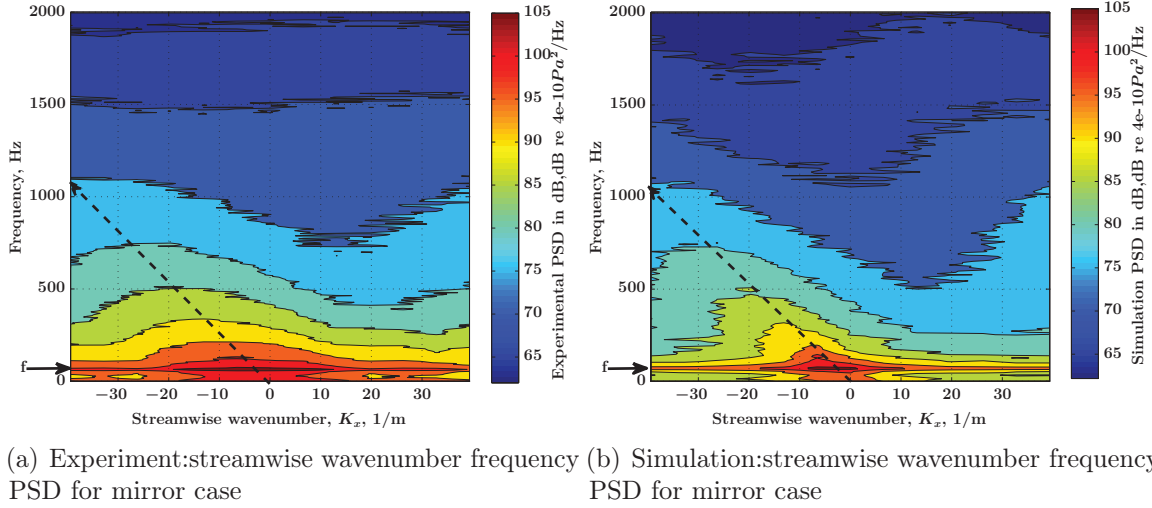 2000
1500
1000
500
0
Frequency, Hz
f
−30 −20 −10 0 10 20 30
Streamwise wavenumber, K_x, 1/m
105
100
95
90
85
80
75
70
65
Experimental PSD in dB,dB re 4e-10Pa²/Hz
2000
1500
1000
500
0
Frequency, Hz
f
−30 −20 −10 0 10 20 30
Streamwise wavenumber, K_x, 1/m
105
100
95
90
85
80
75
70
65
Simulation PSD in dB,dB re 4e-10Pa²/Hz
(a) Experiment:streamwise wavenumber frequency
PSD for mirror case
(b) Simulation:streamwise wavenumber frequency
PSD for mirror case